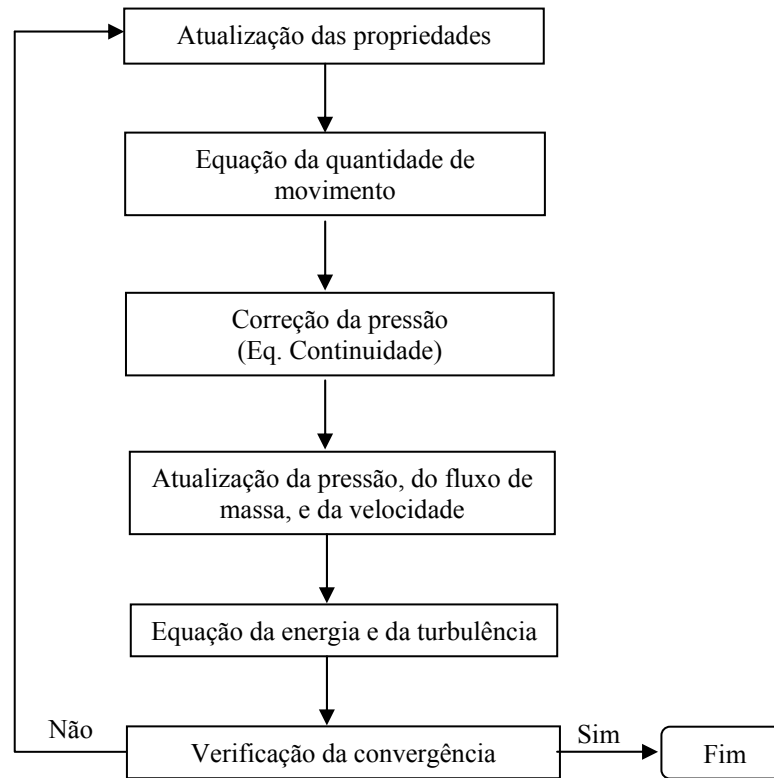 Atualização das propriedades
Equação da quantidade de
movimento
Correção da pressão
(Eq. Continuidade)
Atualização da pressão, do fluxo de
massa, e da velocidade
Equação da energia e da turbulência
Não
Verificação da convergência
Sim
Fim